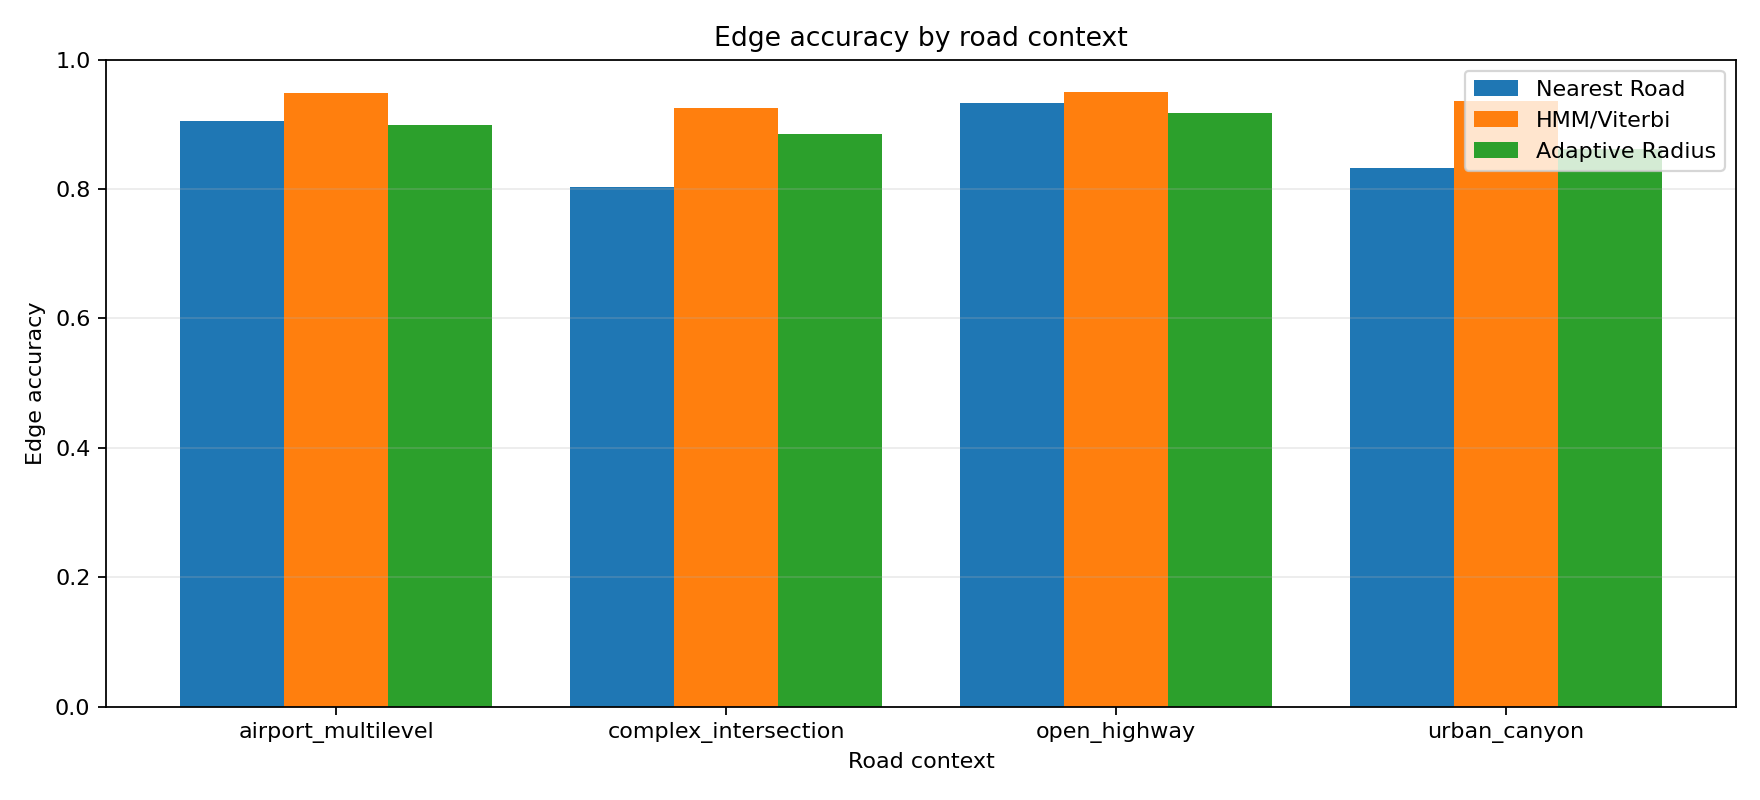 Edge accuracy by road context
Nearest Road
HMM/Viterbi
Adaptive Radius
Edge accuracy
1.0
0.8
0.6
0.4
0.2
0.0
airport_multilevel
complex_intersection
open_highway
urban_canyon
Road context